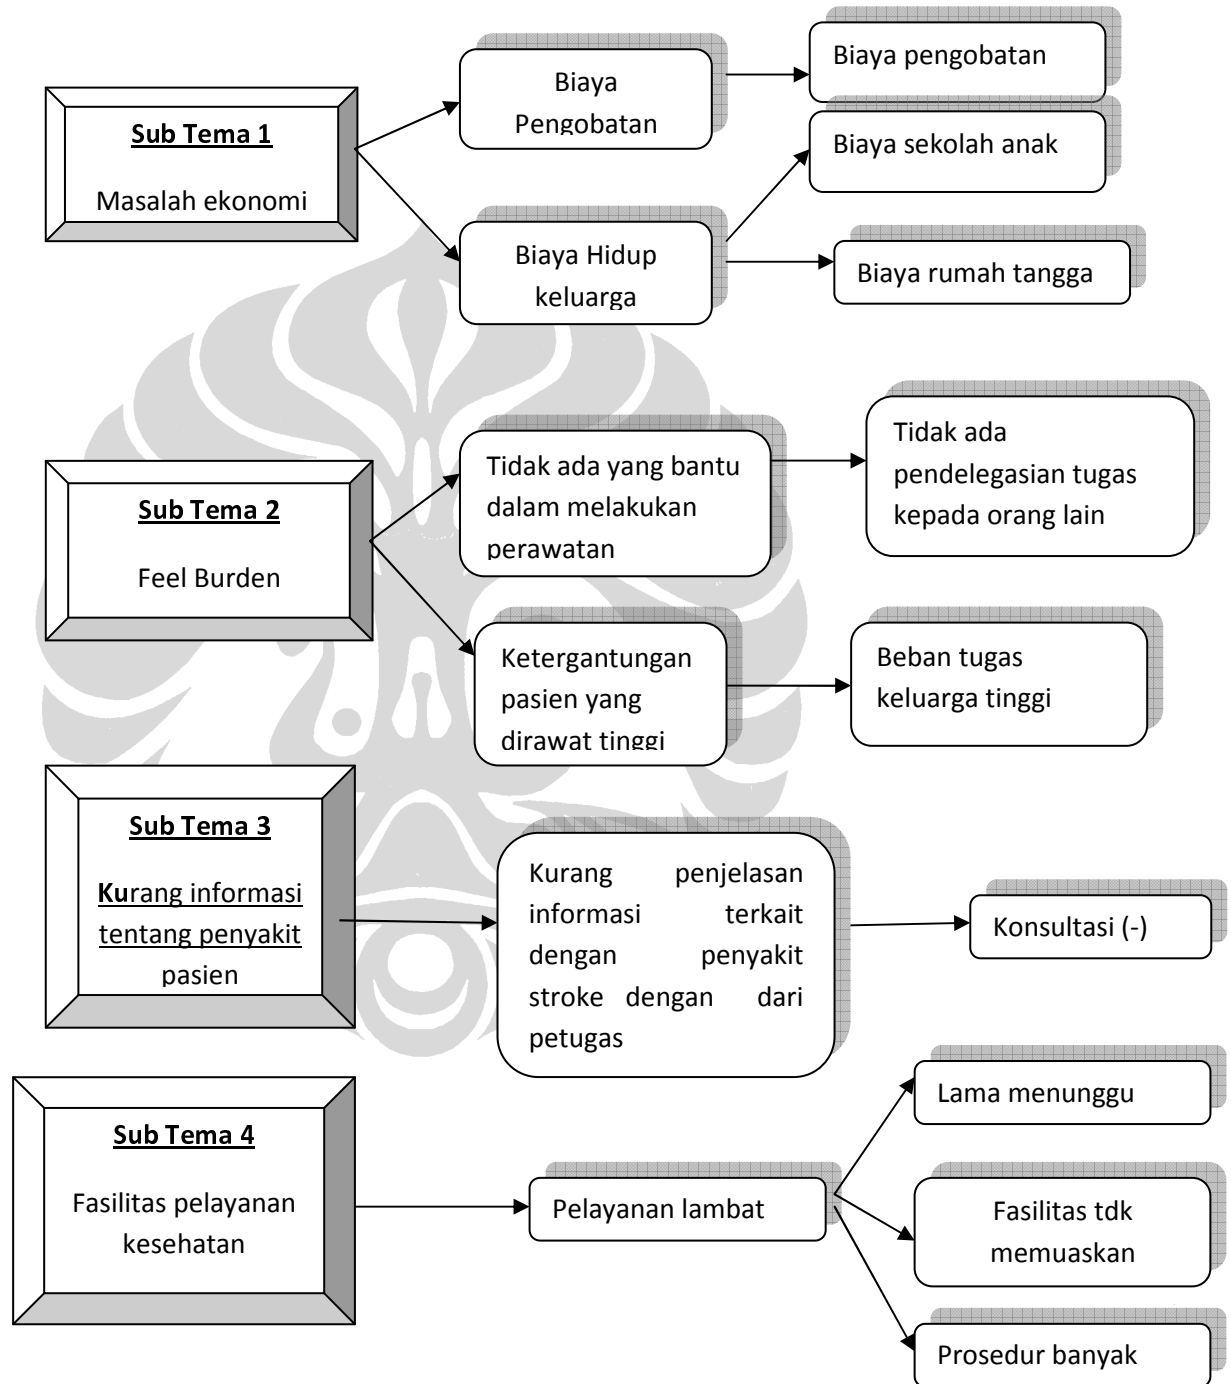 Sub Tema 1
Masalah ekonomi
Biaya
Pengobatan
Biaya pengobatan
Biaya Hidup
keluarga
Biaya sekolah anak
Biaya rumah tangga
Sub Tema 2
Feel Burden
Tidak ada yang bantu
dalam melakukan
perawatan
Tidak ada
pendelegasian tugas
kepada orang lain
Ketergantungan
pasien yang
dirawat tinggi
Beban tugas
keluarga tinggi
Sub Tema 3
Kurang informasi
tentang penyakit
pasien
Kurang penjelasan
informasi terkait
dengan penyakit
stroke dengan dari
petugas
Konsultasi (-)
Sub Tema 4
Fasilitas pelayanan
kesehatan
Pelayanan lambat
Lama menunggu
Fasilitas tdk
memuaskan
Prosedur banyak